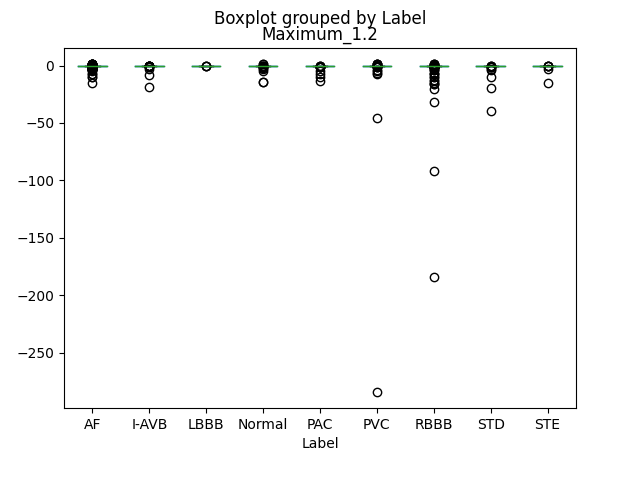 Boxplot grouped by Label
Maximum_1.2
0
−50
−100
−150
−200
−250
AF I-AVB LBBB Normal PAC PVC RBBB STD STE
Label